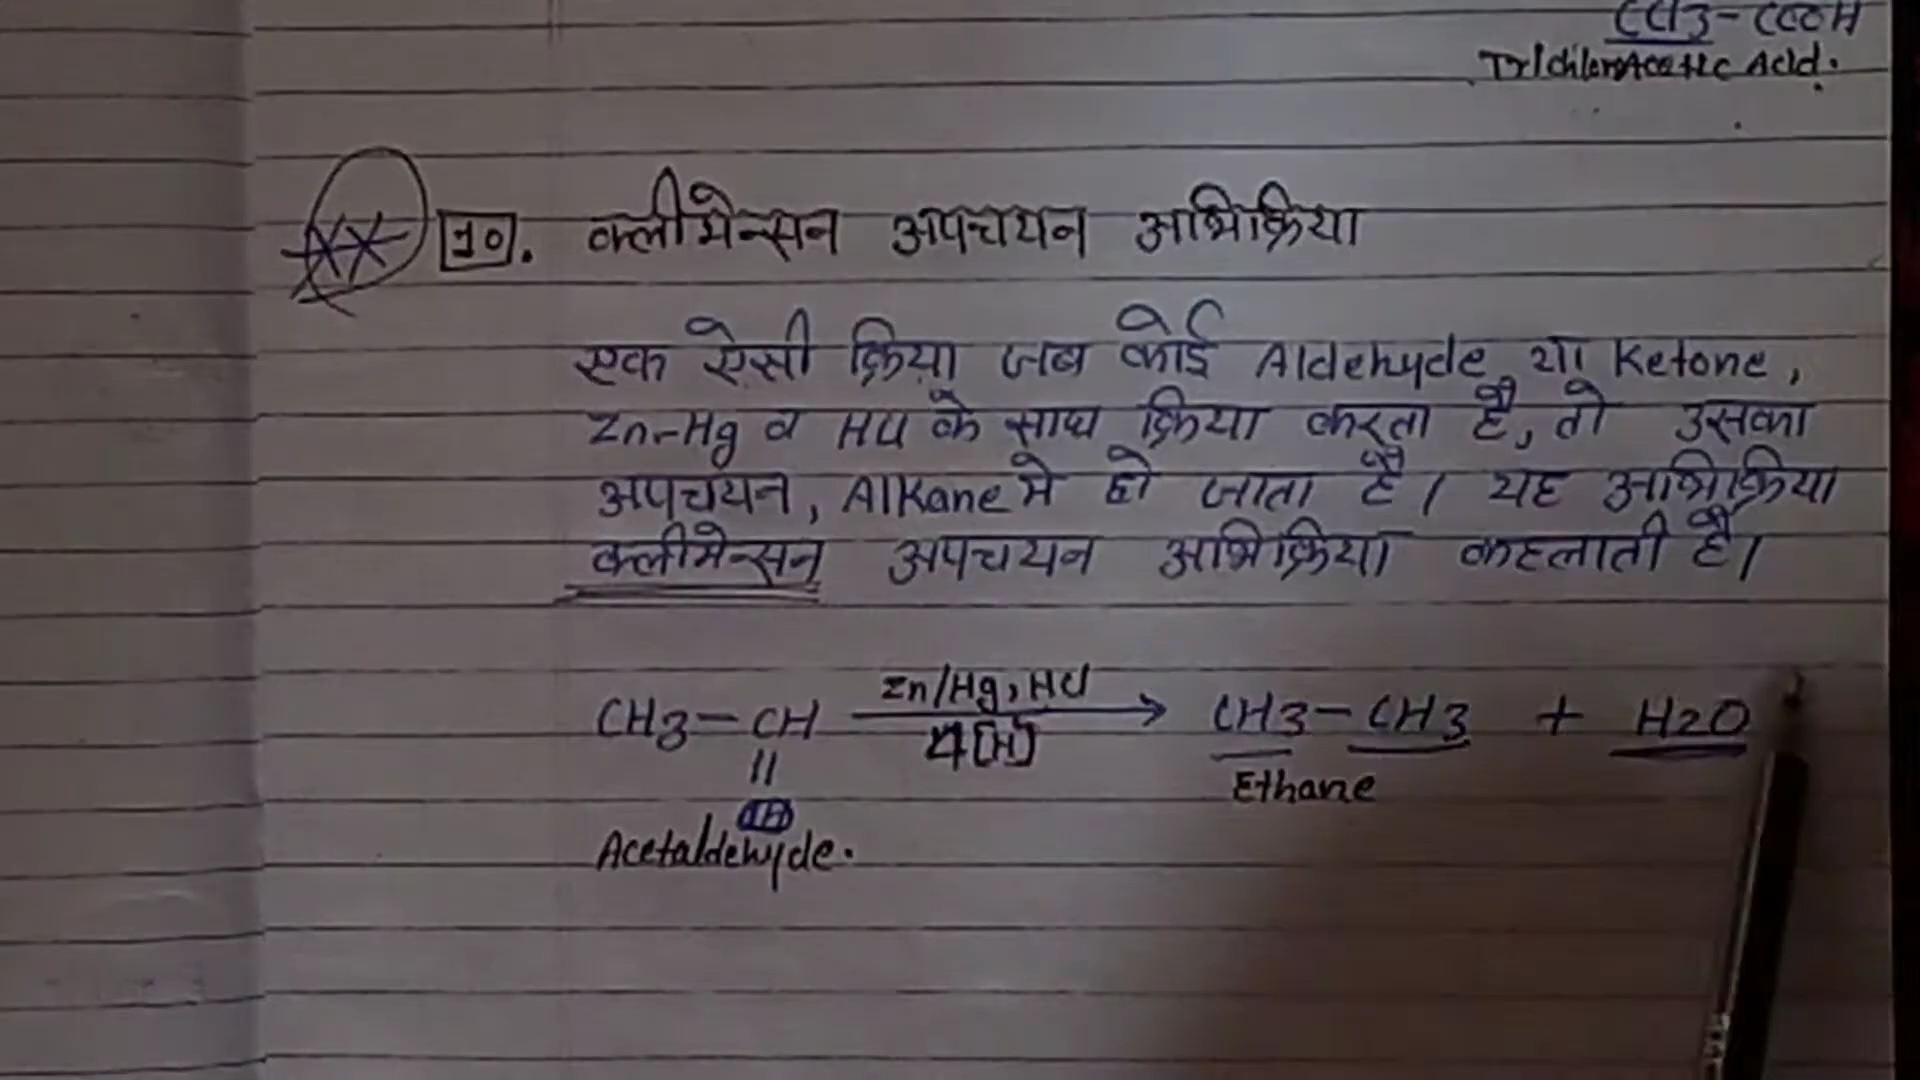 CCl3-COOH
TrichloroAcetic Acid.
10. क्लीमेन्सन अपचयन अभिक्रिया
एक ऐसी क्रिया जब कोई Aldehyde या Ketone,
Zn-Hg व HCl के साथ क्रिया करता है, तो उसका
अपचयन, Alkane मे हो जाता है। यह अभिक्रिया
क्लीमेन्सन अपचयन अभिक्रिया कहलाती है।
Zn/Hg, HCl
CH3-CH → CH3-CH3 + H2O
4[H]
||
Ethane
Acetaldehyde.